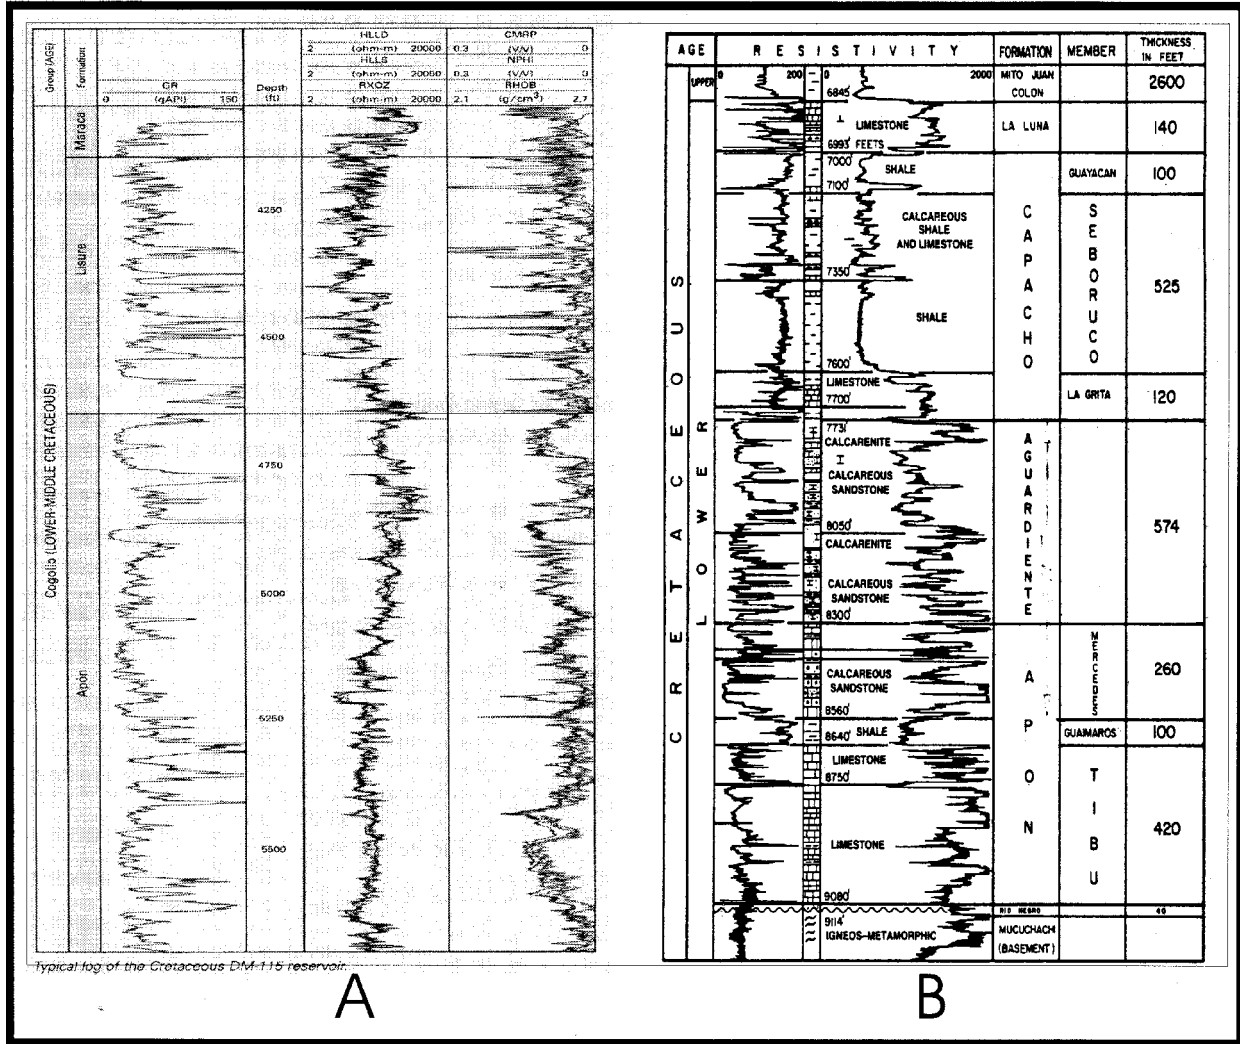 Group (AGE)
Formation
GR
0 (gAPI) 150
Depth
(ft)
HLLD
2 (ohm-m) 20000
HLLS
2 (ohm-m) 20000
RXOZ
2 (ohm-m) 20000
CMRP
0.3 (V/V) 0
NPHI
0.3 (V/V) 0
RHOB
2.1 (g/cm3) 2.7
Cogollo (LOWER-MIDDLE CRETACEOUS)
Maraca
Lisure
Apon
4250
4500
4750
5000
5250
5500
Typical log of the Cretaceous DM-115 reservoir.
A
AGE
RESISTIVITY
FORMATION
MEMBER
THICKNESS
IN FEET
UPPER
0 200
0 2000
6845'
MITO JUAN
COLON
2600
LIMESTONE
6993' FEETS
LA LUNA
140
7000'
SHALE
7100'
GUAYACAN
100
CALCAREOUS
SHALE
AND LIMESTONE
7350'
SHALE
7600'
CAPACHO
SEBORUCO
525
LIMESTONE
7700'
LA GRITA
120
CRETACEOUS
LOWER
7731'
CALCARENITE
CALCAREOUS
SANDSTONE
8050'
CALCARENITE
CALCAREOUS
SANDSTONE
8300'
AGUARDIENTE
574
CALCAREOUS
SANDSTONE
8560'
APON
MERCEDES
260
8640' SHALE
GUAIMAROS
100
LIMESTONE
8750'
LIMESTONE
9080'
TIBU
420
RIO NEGRO
40
9114'
IGNEOS-METAMORPHIC
MUCUCHACHI
(BASEMENT)
B